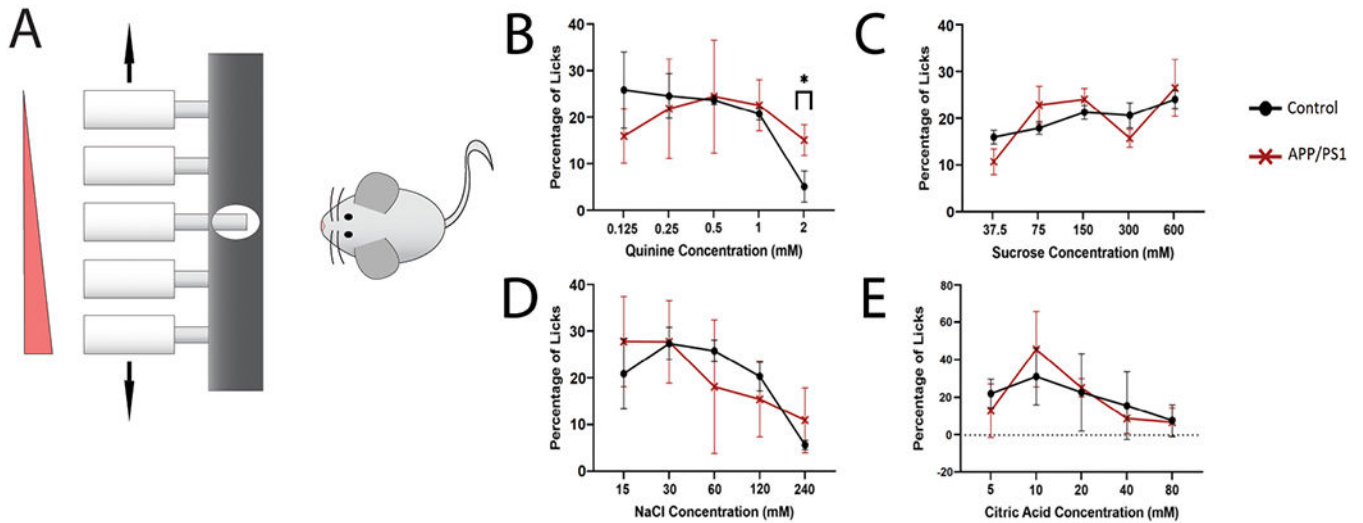 A
B
Percentage of Licks
40
30
20
10
0
*
0.125 0.25 0.5 1 2
Quinine Concentration (mM)
C
Percentage of Licks
40
30
20
10
0
37.5 75 150 300 600
Sucrose Concentration (mM)
Control
APP/PS1
D
Percentage of Licks
40
30
20
10
0
15 30 60 120 240
NaCl Concentration (mM)
E
Percentage of Licks
80
60
40
20
0
-20
5 10 20 40 80
Citric Acid Concentration (mM)